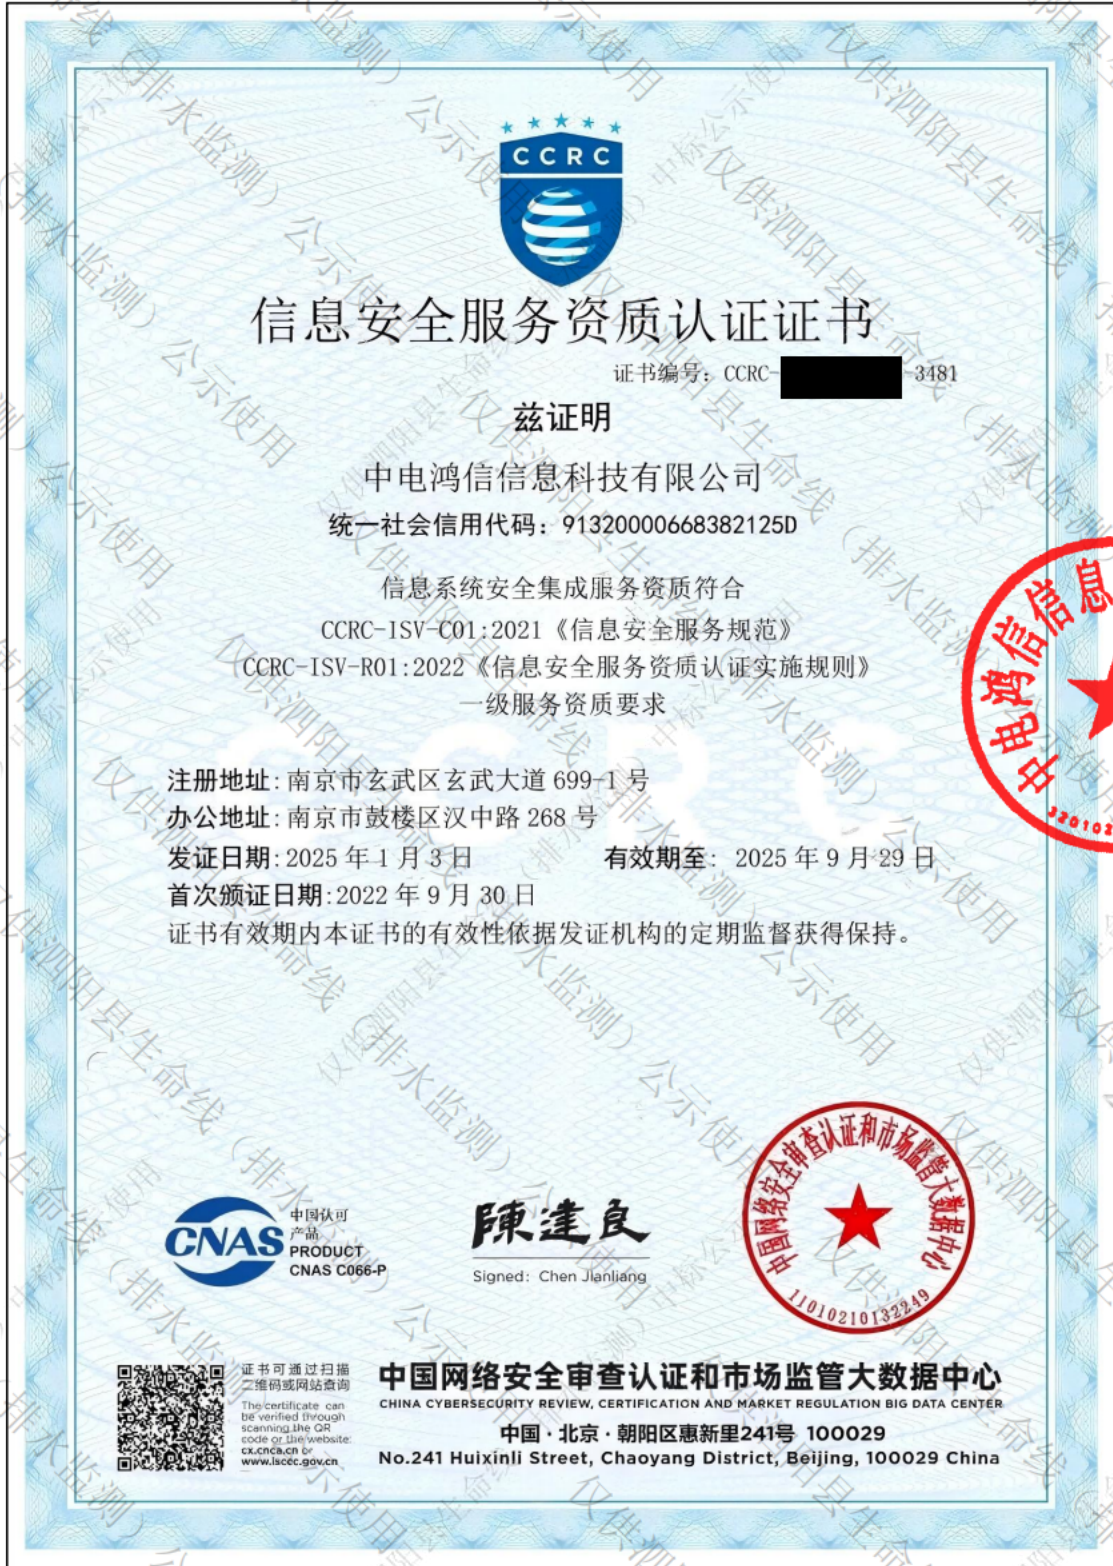 CCRC
信息安全服务资质认证证书
证书编号：CCRC- -3481
兹证明
中电鸿信信息科技有限公司
统一社会信用代码：91320000668382125D
信息系统安全集成服务资质符合
CCRC-ISV-C01:2021《信息安全服务规范》
CCRC-ISV-R01:2022《信息安全服务资质认证实施规则》
一级服务资质要求
注册地址：南京市玄武区玄武大道 699-1 号
办公地址：南京市鼓楼区汉中路 268 号
发证日期：2025 年 1 月 3 日 有效期至： 2025 年 9 月 29 日
首次颁证日期：2022 年 9 月 30 日
证书有效期内本证书的有效性依据发证机构的定期监督获得保持。
中电鸿信信息
320102
CCRC
仅供泗阳县生命线（排水监测）公示使用
CNAS
中国认可
产品
PRODUCT
CNAS C066-P
陳建良
Signed: Chen Jianliang
中国网络安全审查认证和市场监管大数据中心
11010210132249
证书可通过扫描
二维码或网站查询
The certificate can
be verified through
scanning the QR
code or the website:
cx.cnca.cn or
www.isccc.gov.cn
中国网络安全审查认证和市场监管大数据中心
CHINA CYBERSECURITY REVIEW, CERTIFICATION AND MARKET REGULATION BIG DATA CENTER
中国·北京·朝阳区惠新里241号 100029
No.241 Huixinli Street, Chaoyang District, Beijing, 100029 China